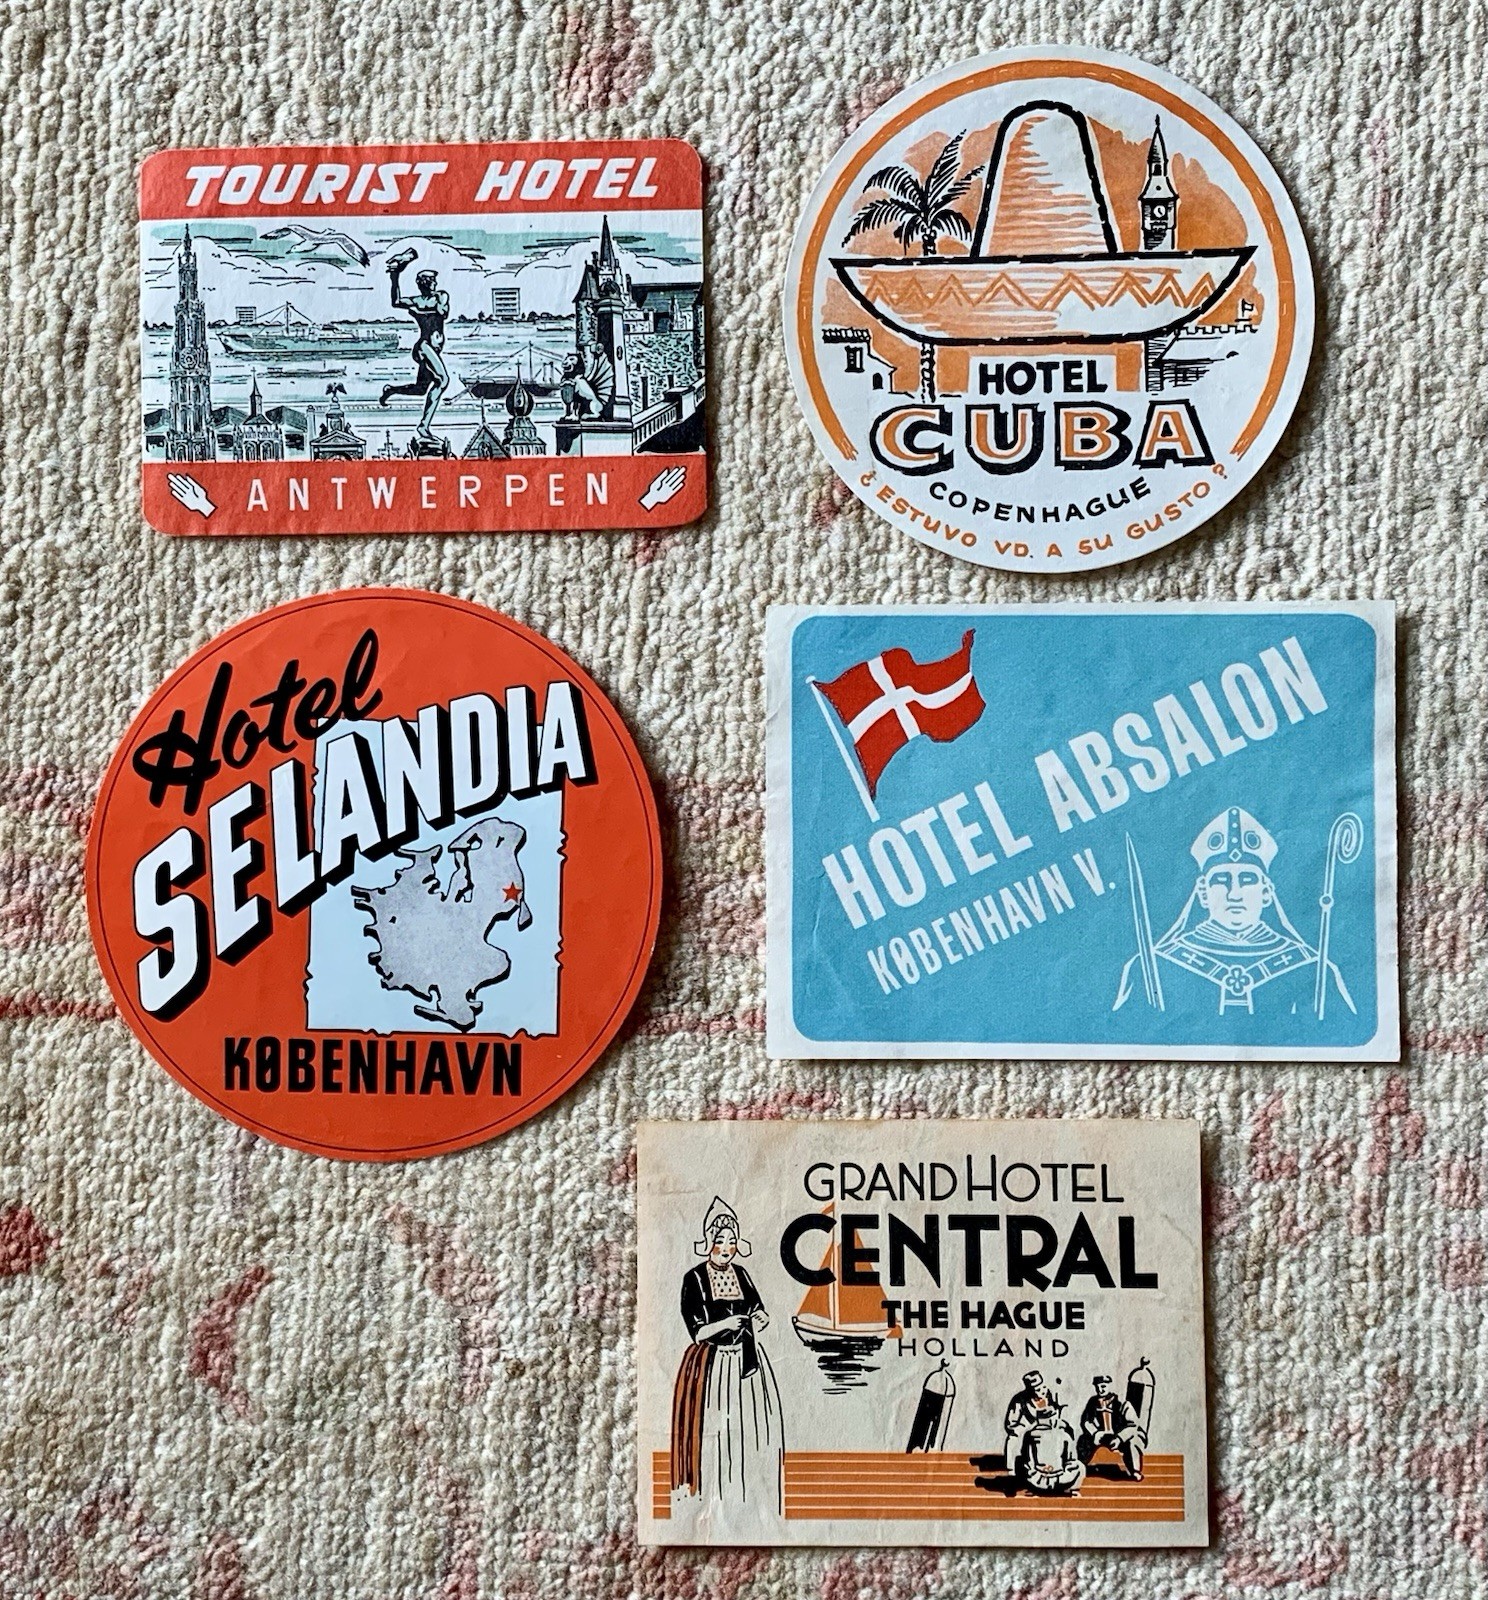 TOURIST HOTEL
ANTWERPEN
HOTEL
CUBA
COPENHAGUE
¿ESTUVO VD. A SU GUSTO?
Hotel
SELANDIA
KØBENHAVN
HOTEL ABSALON
KØBENHAVN V.
GRAND HOTEL
CENTRAL
THE HAGUE
HOLLAND